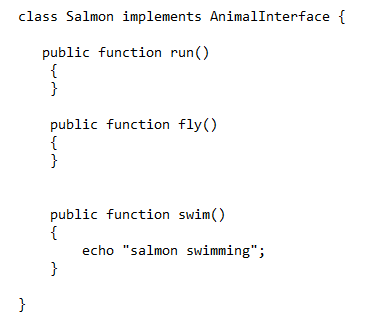 class Salmon implements AnimalInterface {
public function run()
{
}
public function fly()
{
}
public function swim()
{
echo "salmon swimming";
}
}